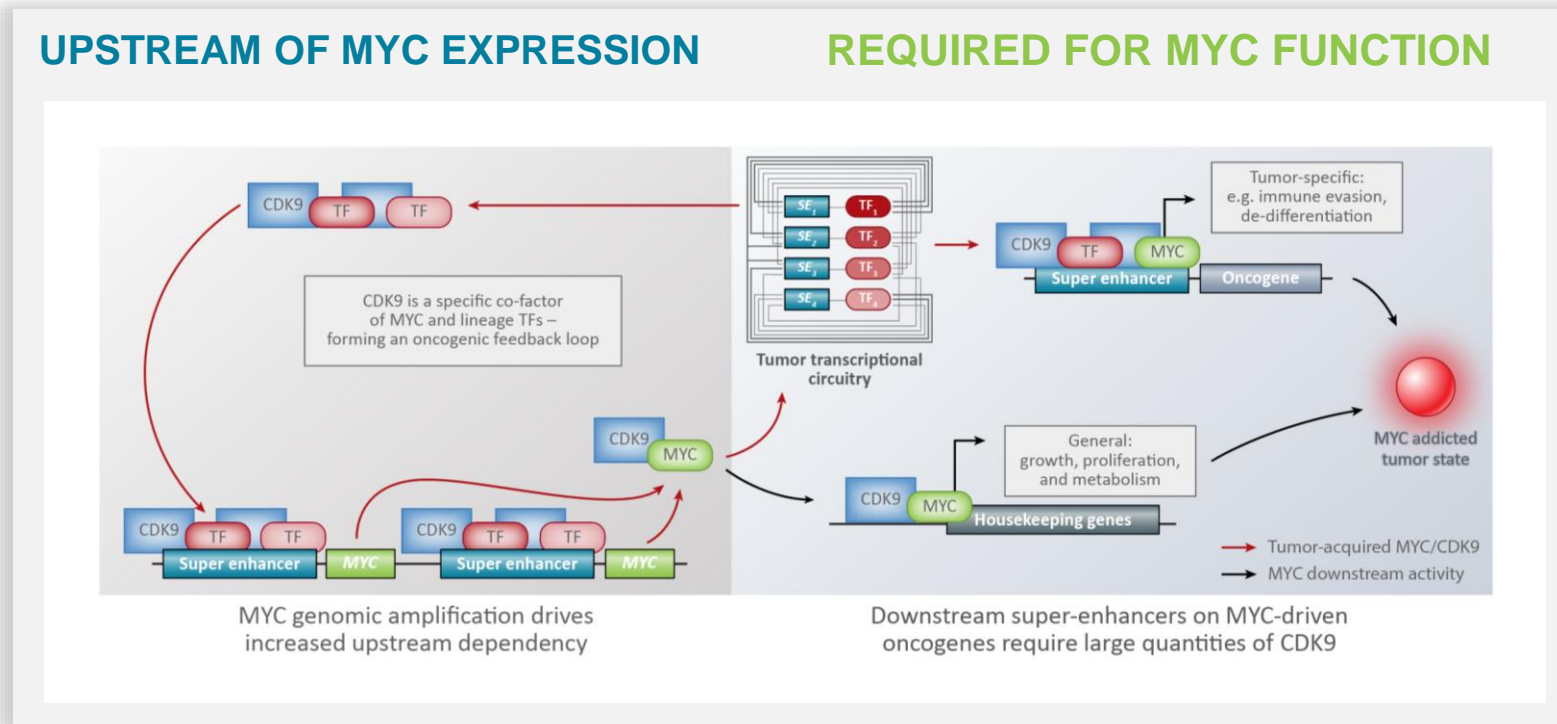 UPSTREAM OF MYC EXPRESSION
REQUIRED FOR MYC FUNCTION
CDK9
TF
TF
CDK9 is a specific co-factor
of MYC and lineage TFs –
forming an oncogenic feedback loop
CDK9
MYC
CDK9
TF
TF
Super enhancer
MYC
CDK9
TF
TF
Super enhancer
MYC
MYC genomic amplification drives
increased upstream dependency
SE1
TF1
SE2
TF2
SE3
TF3
SE4
TF4
Tumor transcriptional
circuitry
Tumor-specific:
e.g. immune evasion,
de-differentiation
CDK9
TF
MYC
Super enhancer
Oncogene
MYC addicted
tumor state
General:
growth, proliferation,
and metabolism
CDK9
MYC
Housekeeping genes
Tumor-acquired MYC/CDK9
MYC downstream activity
Downstream super-enhancers on MYC-driven
oncogenes require large quantities of CDK9